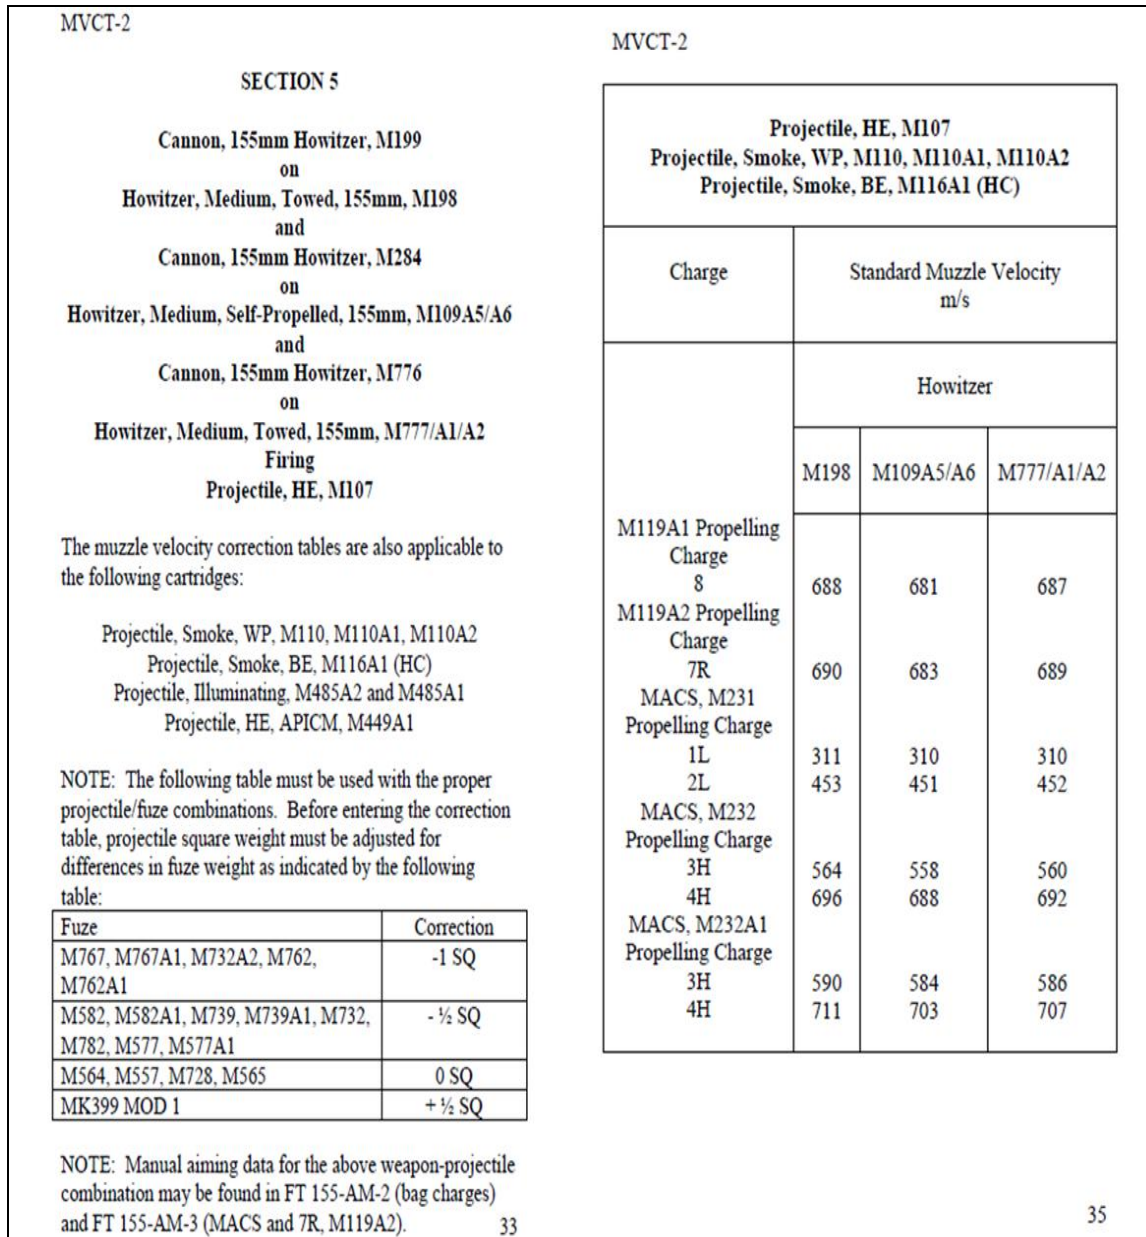 MVCT-2
SECTION 5
Cannon, 155mm Howitzer, M199
on
Howitzer, Medium, Towed, 155mm, M198
and
Cannon, 155mm Howitzer, M284
on
Howitzer, Medium, Self-Propelled, 155mm, M109A5/A6
and
Cannon, 155mm Howitzer, M776
on
Howitzer, Medium, Towed, 155mm, M777/A1/A2
Firing
Projectile, HE, M107
The muzzle velocity correction tables are also applicable to
the following cartridges:
Projectile, Smoke, WP, M110, M110A1, M110A2
Projectile, Smoke, BE, M116A1 (HC)
Projectile, Illuminating, M485A2 and M485A1
Projectile, HE, APICM, M449A1
NOTE: The following table must be used with the proper
projectile/fuze combinations. Before entering the correction
table, projectile square weight must be adjusted for
differences in fuze weight as indicated by the following
table:
Fuze Correction
M767, M767A1, M732A2, M762, -1 SQ
M762A1
M582, M582A1, M739, M739A1, M732, - ½ SQ
M782, M577, M577A1
M564, M557, M728, M565 0 SQ
MK399 MOD 1 + ½ SQ
NOTE: Manual aiming data for the above weapon-projectile
combination may be found in FT 155-AM-2 (bag charges)
and FT 155-AM-3 (MACS and 7R, M119A2). 33
MVCT-2
Projectile, HE, M107
Projectile, Smoke, WP, M110, M110A1, M110A2
Projectile, Smoke, BE, M116A1 (HC)
Charge Standard Muzzle Velocity
m/s
Howitzer
M198 M109A5/A6 M777/A1/A2
M119A1 Propelling
Charge
8 688 681 687
M119A2 Propelling
Charge
7R 690 683 689
MACS, M231
Propelling Charge
1L 311 310 310
2L 453 451 452
MACS, M232
Propelling Charge
3H 564 558 560
4H 696 688 692
MACS, M232A1
Propelling Charge
3H 590 584 586
4H 711 703 707
35